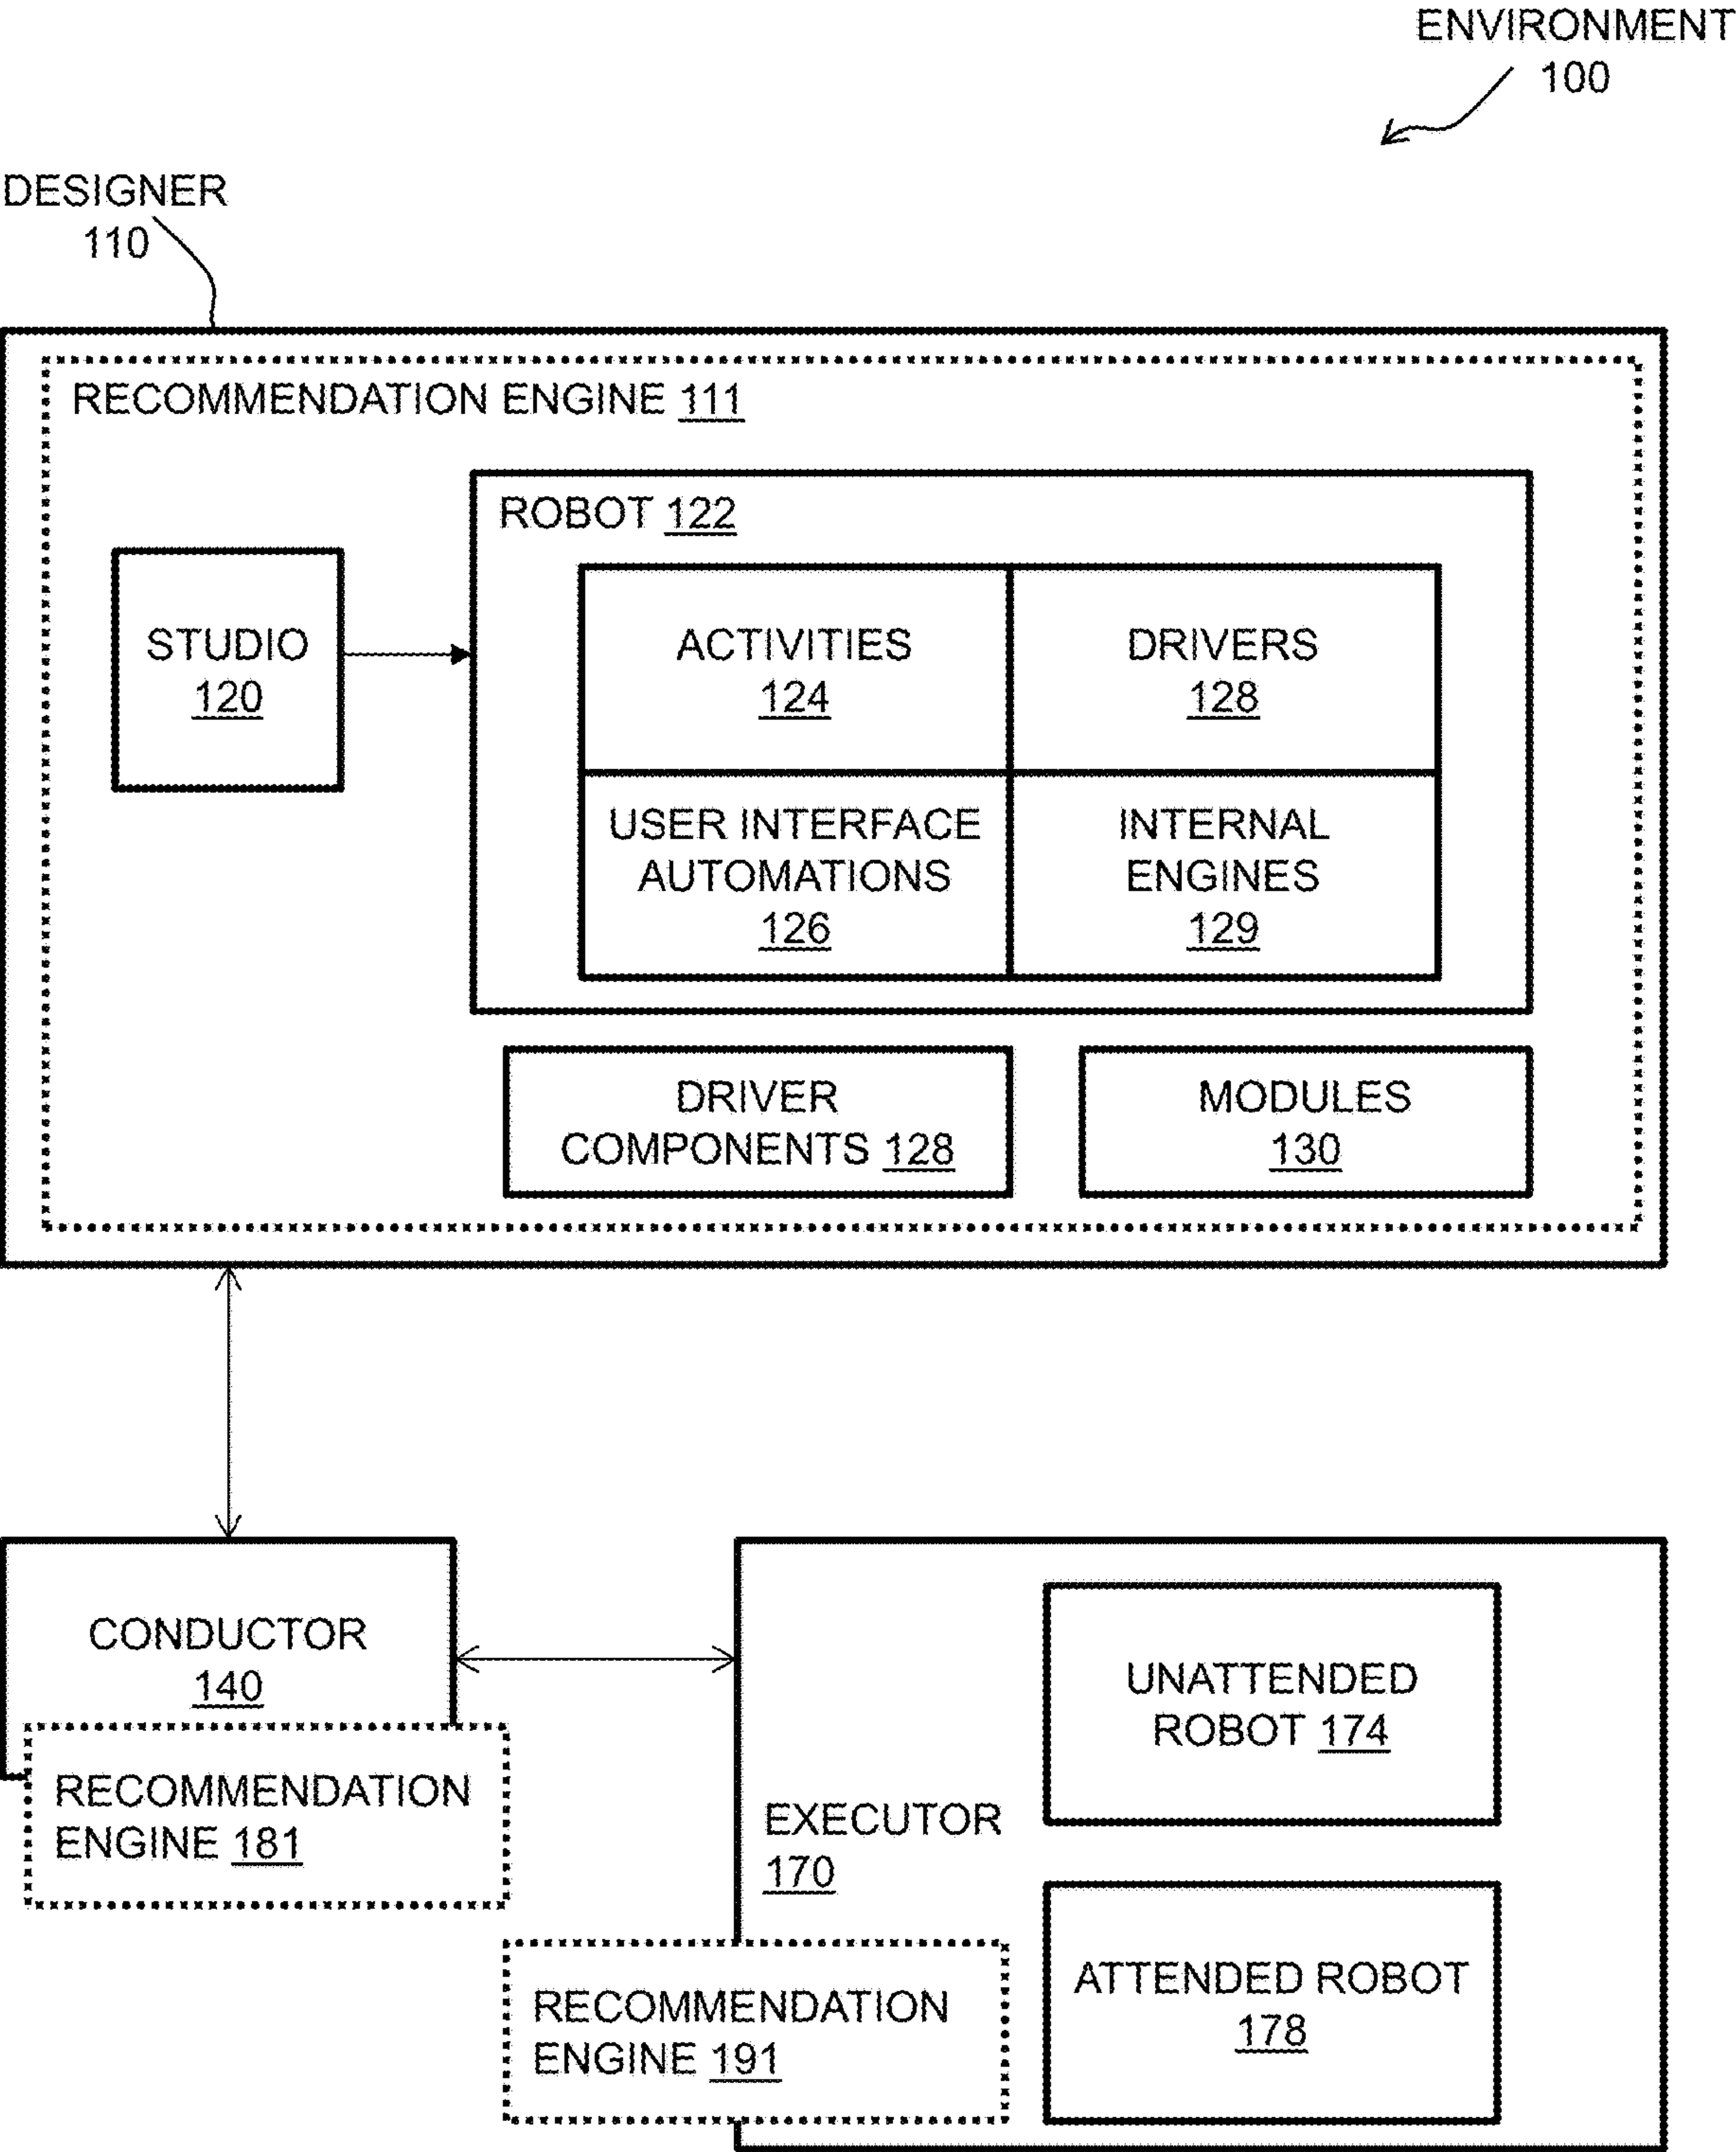 ENVIRONMENT
100
DESIGNER
110
RECOMMENDATION ENGINE 111
ROBOT 122
STUDIO
120
ACTIVITIES
124
DRIVERS
128
USER INTERFACE
AUTOMATIONS
126
INTERNAL
ENGINES
129
DRIVER
COMPONENTS 128
MODULES
130
CONDUCTOR
140
RECOMMENDATION
ENGINE 181
EXECUTOR
170
UNATTENDED
ROBOT 174
RECOMMENDATION
ENGINE 191
ATTENDED ROBOT
178